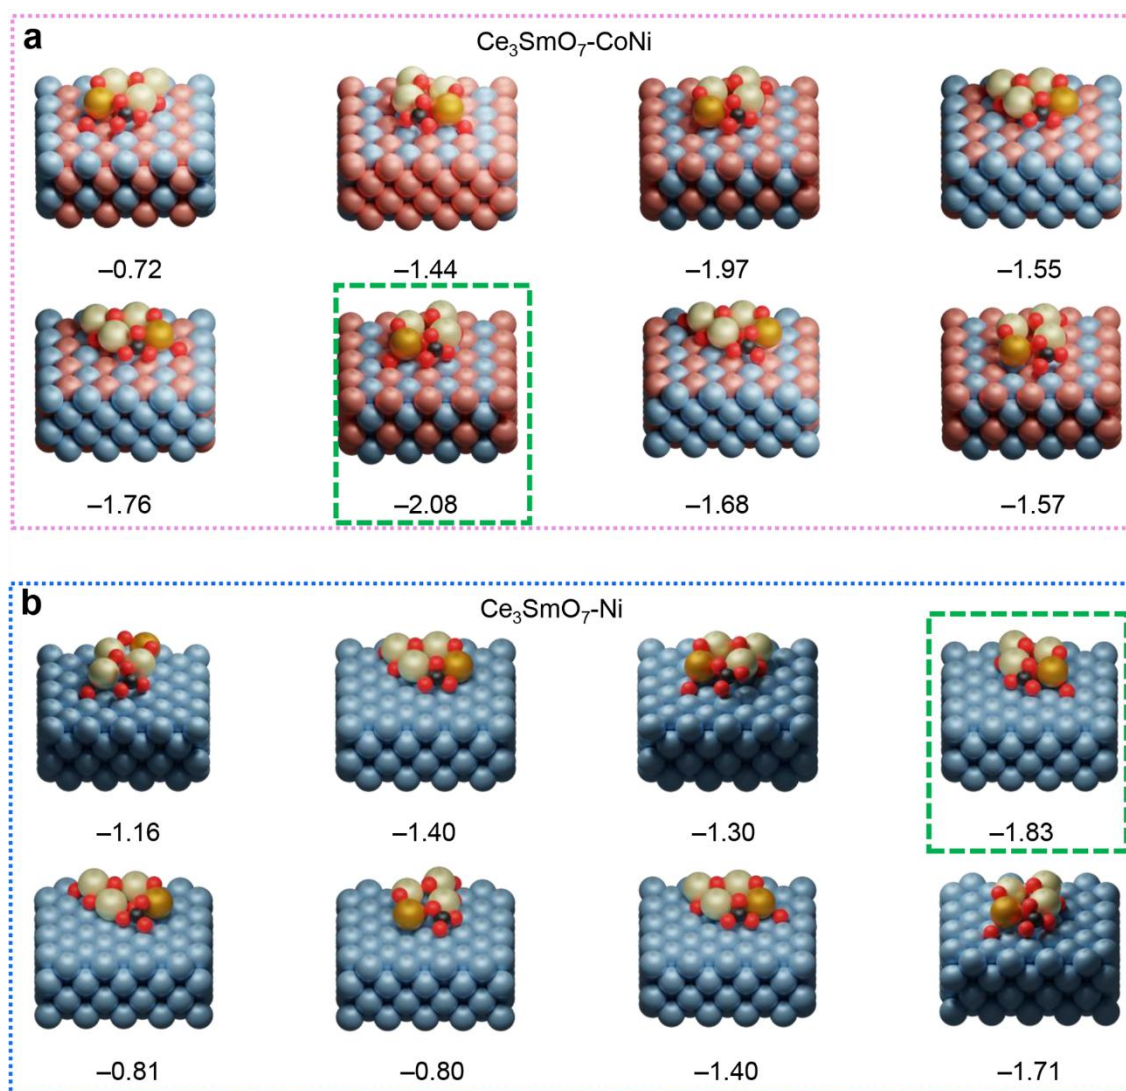 a
Ce₃SmO₇-CoNi
–0.72 –1.44 –1.97 –1.55
–1.76 –2.08 –1.68 –1.57
b
Ce₃SmO₇-Ni
–1.16 –1.40 –1.30 –1.83
–0.81 –0.80 –1.40 –1.71